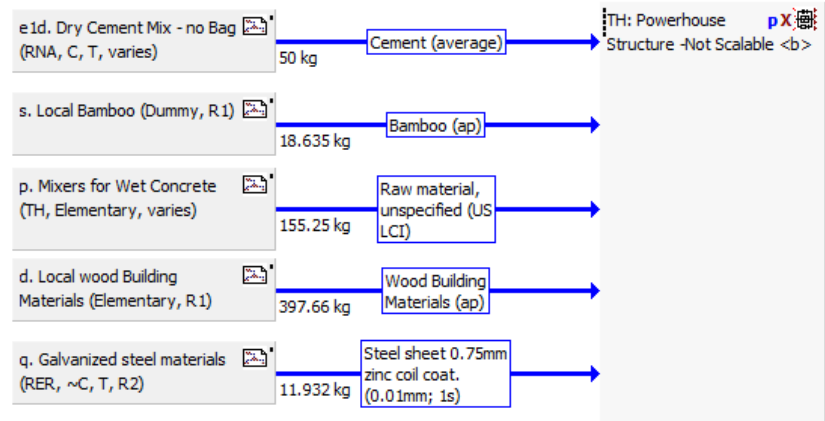 e1d. Dry Cement Mix - no Bag
(RNA, C, T, varies)
50 kg
Cement (average)
TH: Powerhouse pX
Structure -Not Scalable <b>
s. Local Bamboo (Dummy, R1)
18.635 kg
Bamboo (ap)
p. Mixers for Wet Concrete
(TH, Elementary, varies)
155.25 kg
Raw material,
unspecified (US
LCI)
d. Local wood Building
Materials (Elementary, R1)
397.66 kg
Wood Building
Materials (ap)
q. Galvanized steel materials
(RER, ~C, T, R2)
11.932 kg
Steel sheet 0.75mm
zinc coil coat.
(0.01mm; 1s)